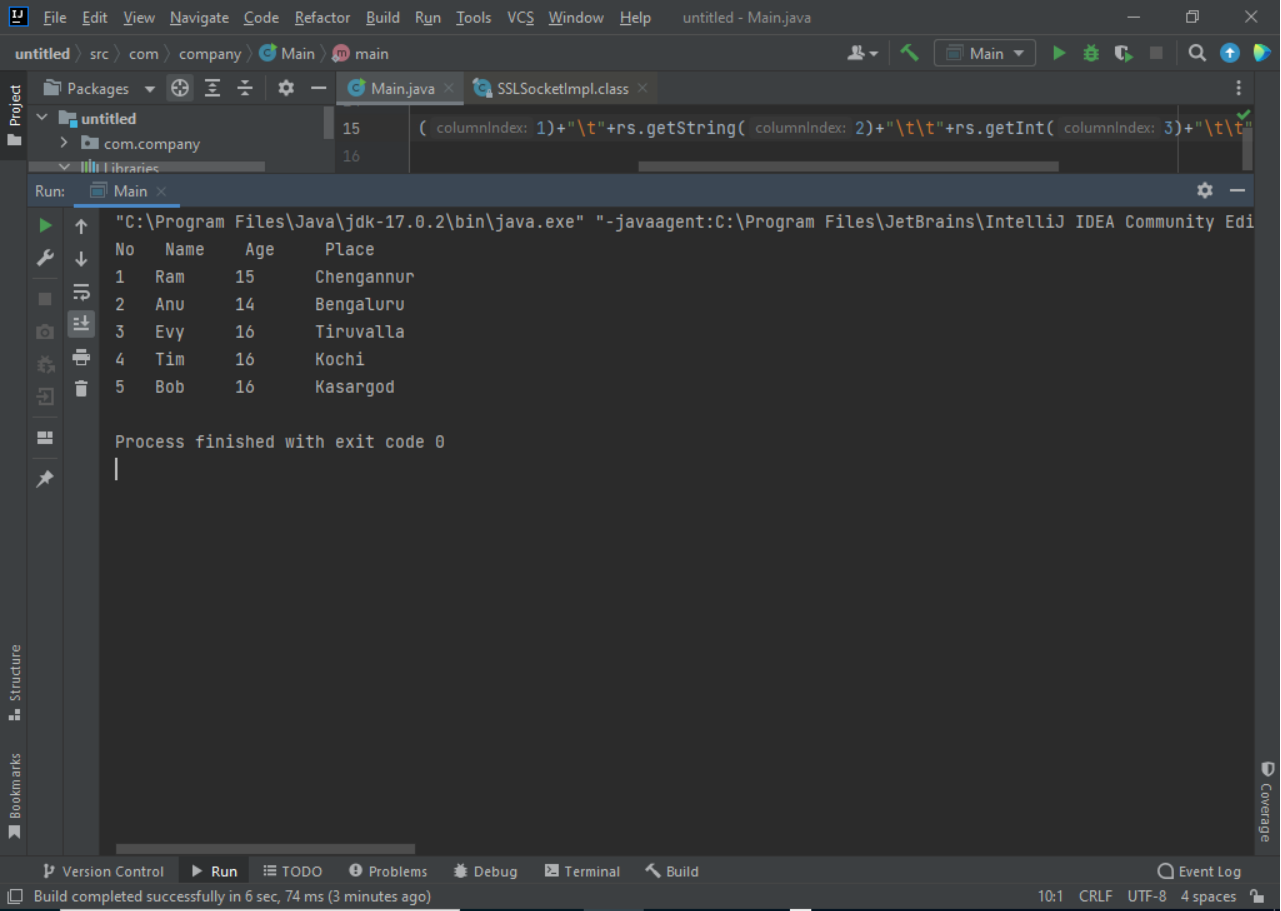 File Edit View Navigate Code Refactor Build Run Tools VCS Window Help untitled - Main.java
untitled src com company Main main Main
Project
Packages
Main.java SSLSocketImpl.class
untitled
com.company
Libraries
15 ( columnIndex: 1)+"\t"+rs.getString( columnIndex: 2)+"\t\t"+rs.getInt( columnIndex: 3)+"\t\t"
16
Run: Main
"C:\Program Files\Java\jdk-17.0.2\bin\java.exe" "-javaagent:C:\Program Files\JetBrains\IntelliJ IDEA Community Edi
No Name Age Place
1 Ram 15 Chengannur
2 Anu 14 Bengaluru
3 Evy 16 Tiruvalla
4 Tim 16 Kochi
5 Bob 16 Kasargod
Process finished with exit code 0
Structure
Bookmarks
Coverage
Version Control Run TODO Problems Debug Terminal Build Event Log
Build completed successfully in 6 sec, 74 ms (3 minutes ago) 10:1 CRLF UTF-8 4 spaces